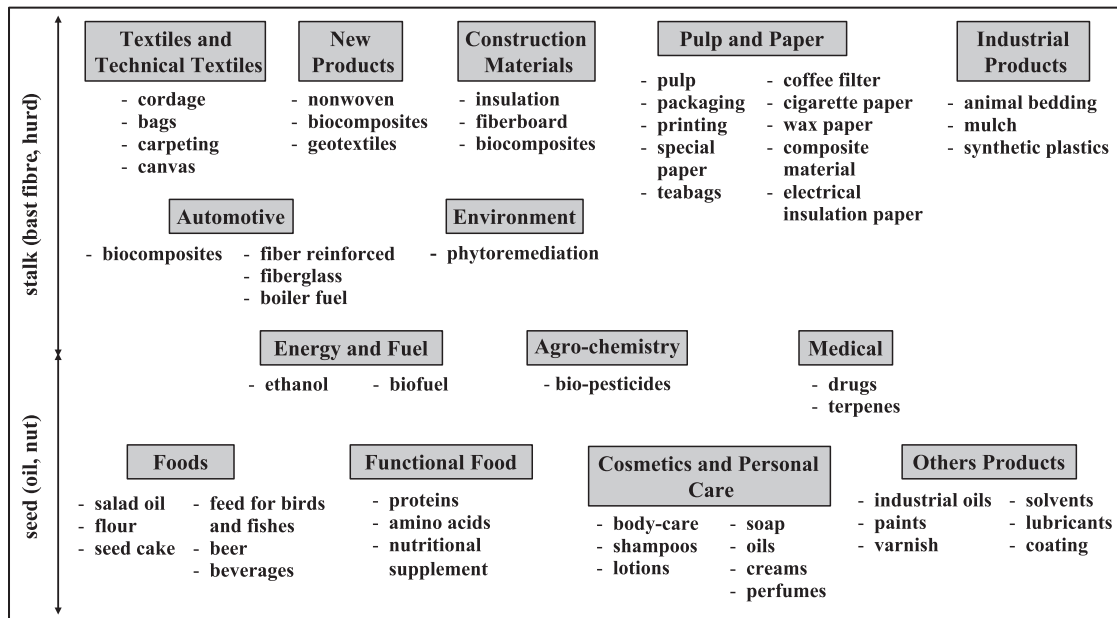 stalk (bast fibre, hurd)
Textiles and
Technical Textiles
- cordage
- bags
- carpeting
- canvas
New
Products
- nonwoven
- biocomposites
- geotextiles
Construction
Materials
- insulation
- fiberboard
- biocomposites
Pulp and Paper
- pulp
- packaging
- printing
- special
paper
- teabags
- coffee filter
- cigarette paper
- wax paper
- composite
material
- electrical
insulation paper
Industrial
Products
- animal bedding
- mulch
- synthetic plastics
Automotive
- biocomposites
- fiber reinforced
- fiberglass
- boiler fuel
Environment
- phytoremediation
Energy and Fuel
- ethanol
- biofuel
Agro-chemistry
- bio-pesticides
Medical
- drugs
- terpenes
seed (oil, nut)
Foods
- salad oil
- flour
- seed cake
- feed for birds
and fishes
- beer
- beverages
Functional Food
- proteins
- amino acids
- nutritional
supplement
Cosmetics and Personal
Care
- body-care
- shampoos
- lotions
- soap
- oils
- creams
- perfumes
Others Products
- industrial oils
- paints
- varnish
- solvents
- lubricants
- coating